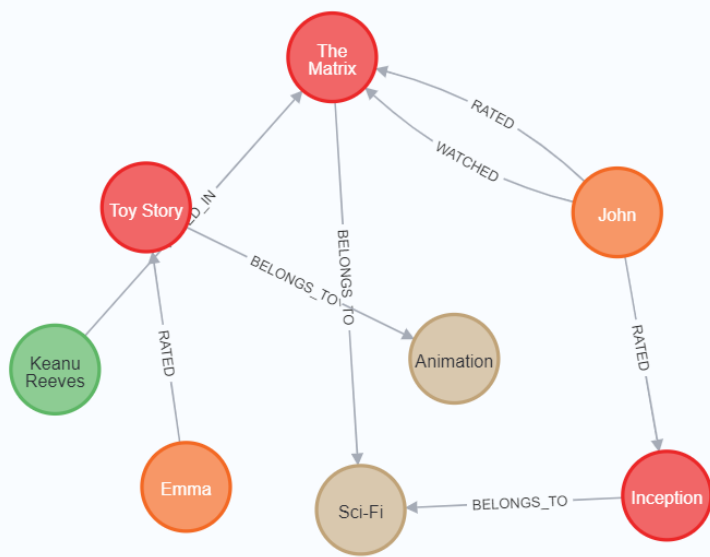 The
Matrix
RATED
WATCHED
Toy Story
D_IN
John
BELONGS_TO
BELONGS_TO
RATED
RATED
Keanu
Reeves
Animation
Emma
Sci-Fi
BELONGS_TO
Inception